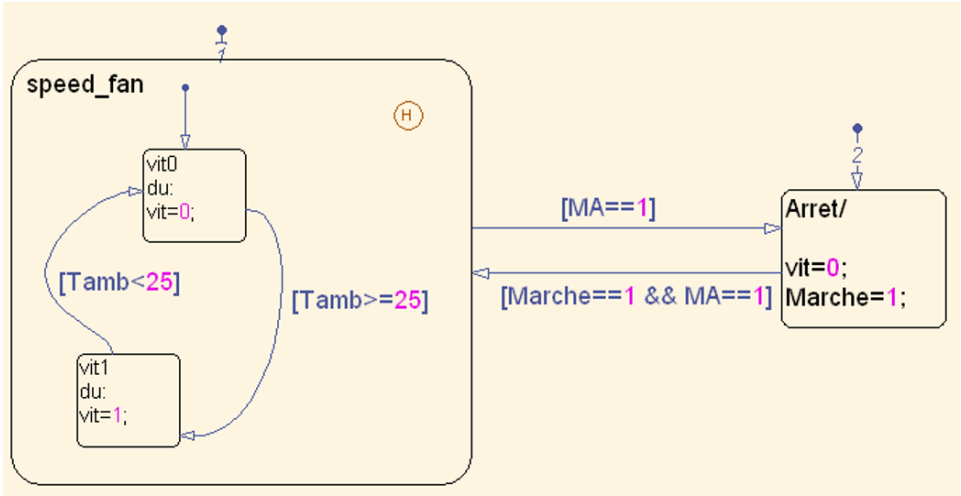 1
speed_fan
H
vit0
du:
vit=0;
[Tamb<25]
[Tamb>=25]
vit1
du:
vit=1;
[MA==1]
[Marche==1 && MA==1]
2
Arret/
vit=0;
Marche=1;